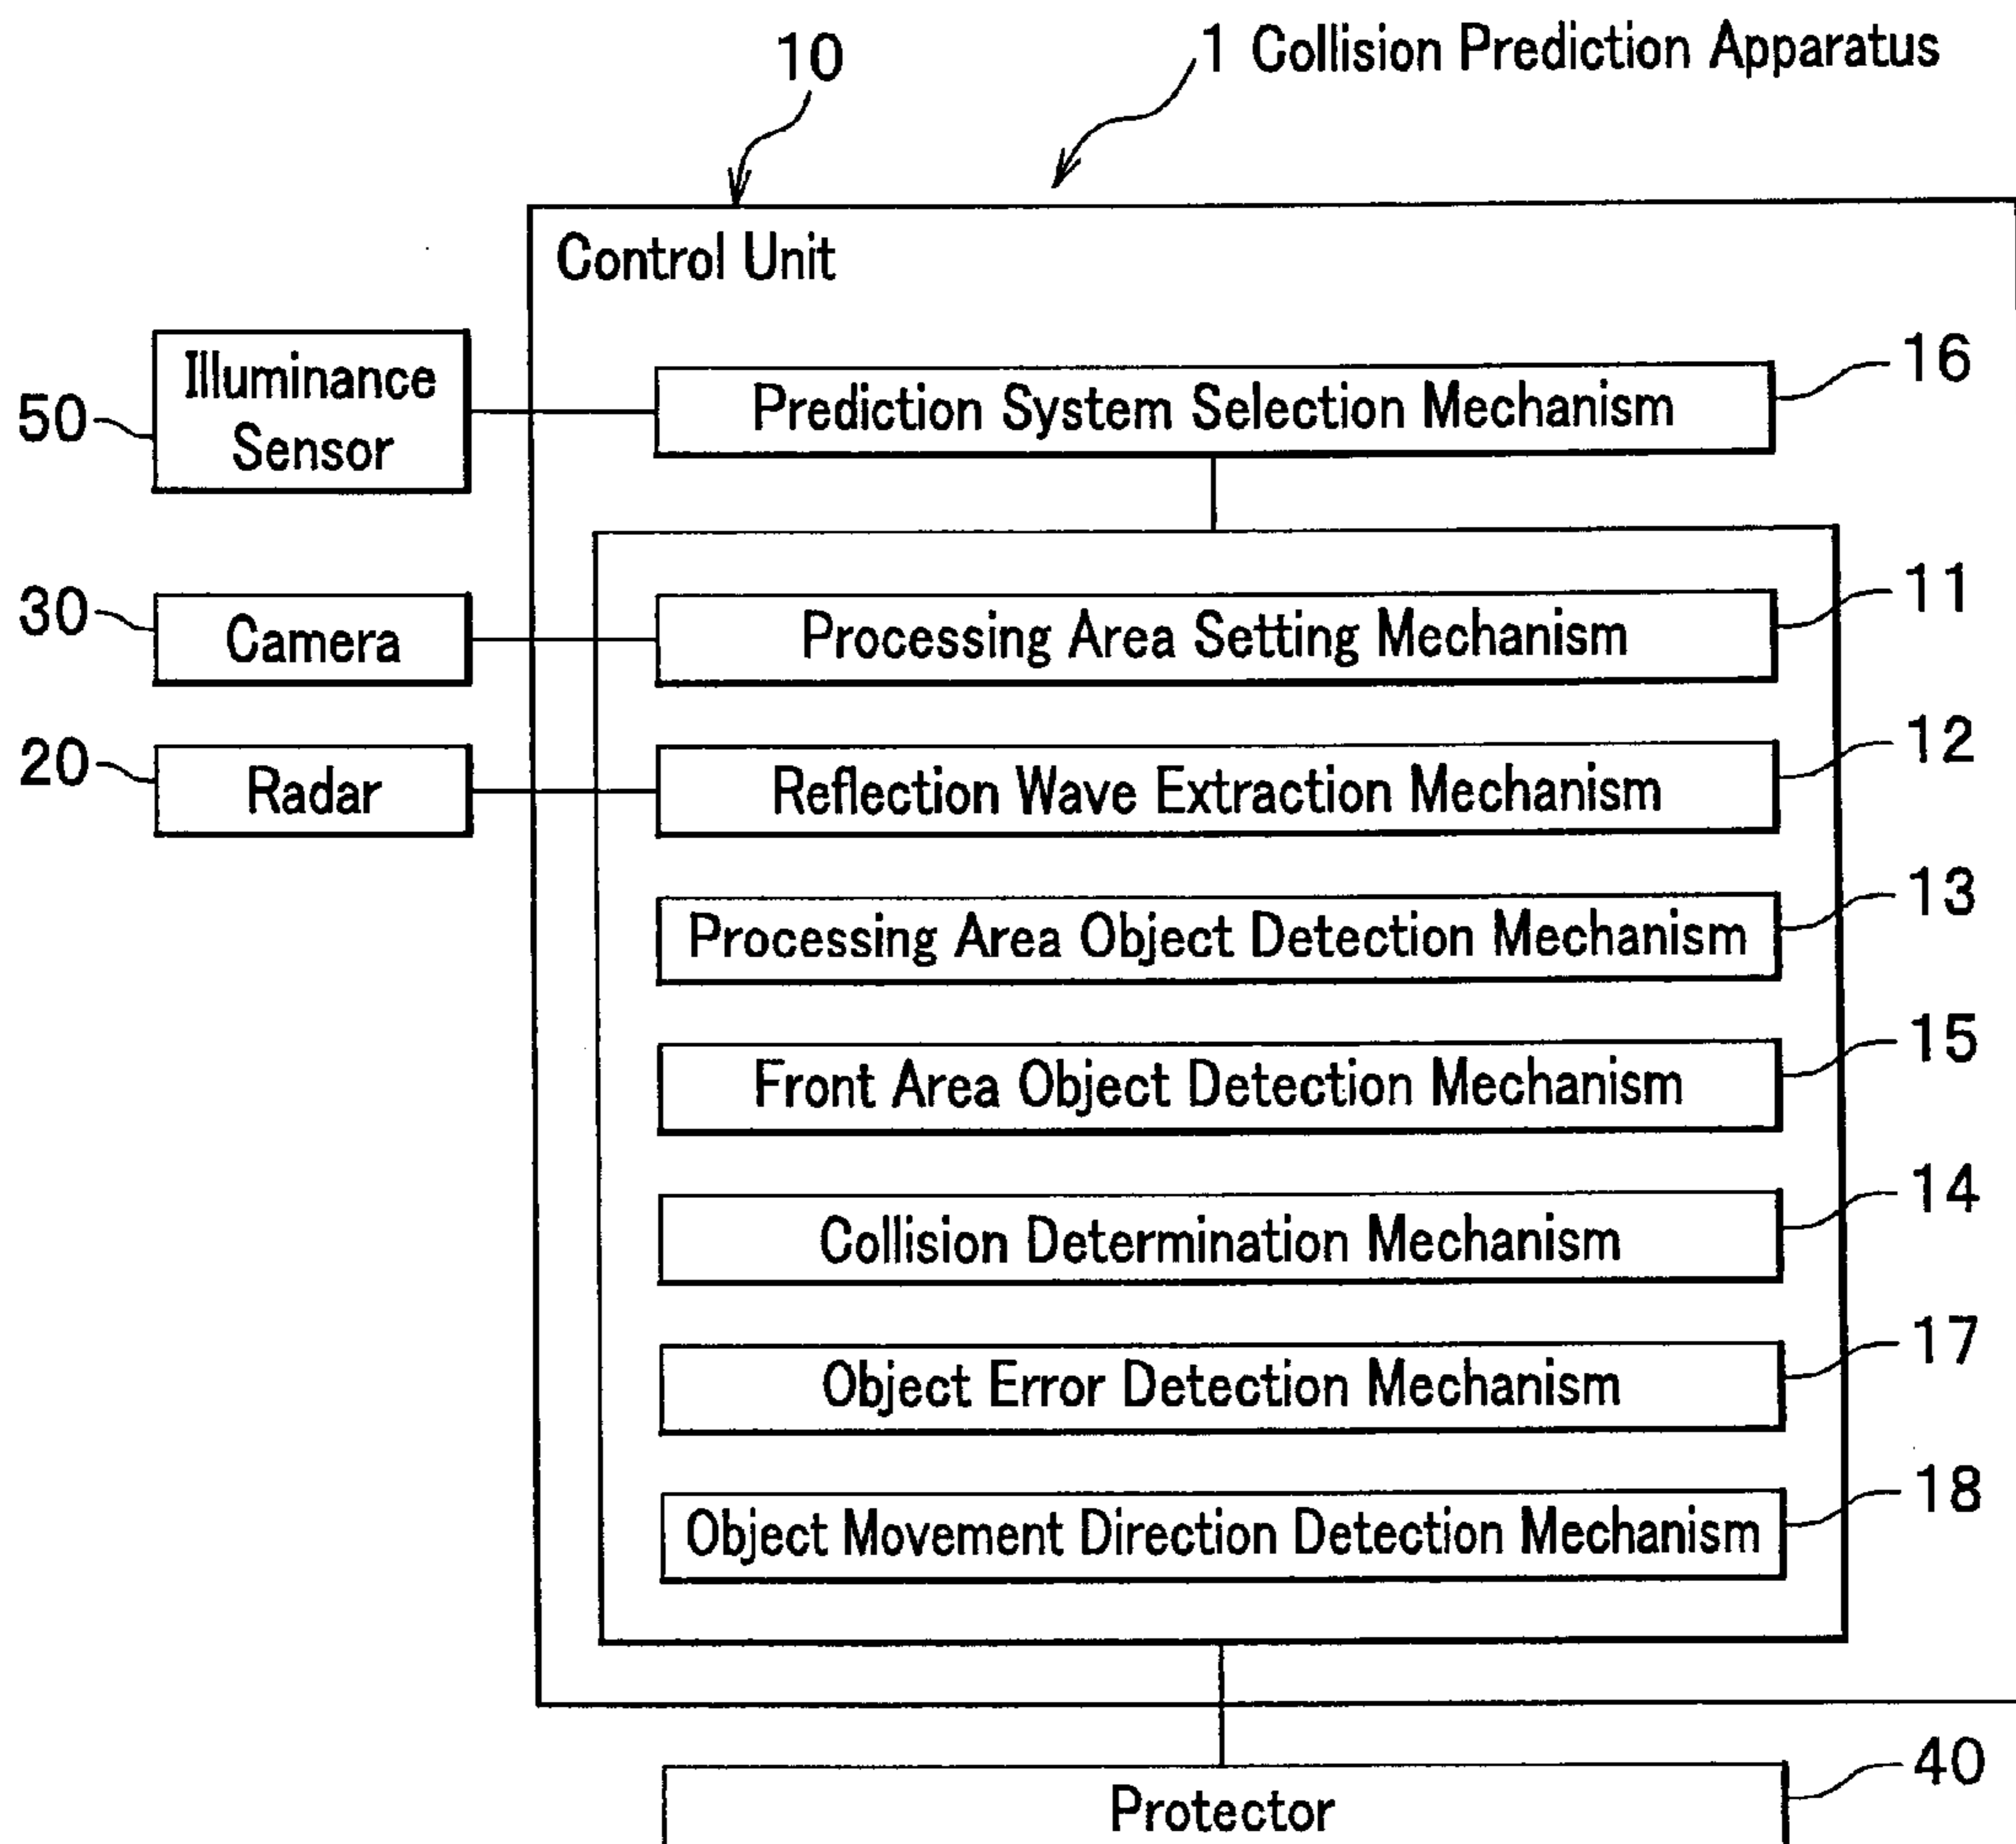 10
1 Collision Prediction Apparatus
Control Unit
Illuminance
Sensor
50
Prediction System Selection Mechanism
16
30
Camera
Processing Area Setting Mechanism
11
20
Radar
Reflection Wave Extraction Mechanism
12
Processing Area Object Detection Mechanism
13
Front Area Object Detection Mechanism
15
Collision Determination Mechanism
14
Object Error Detection Mechanism
17
Object Movement Direction Detection Mechanism
18
Protector
40